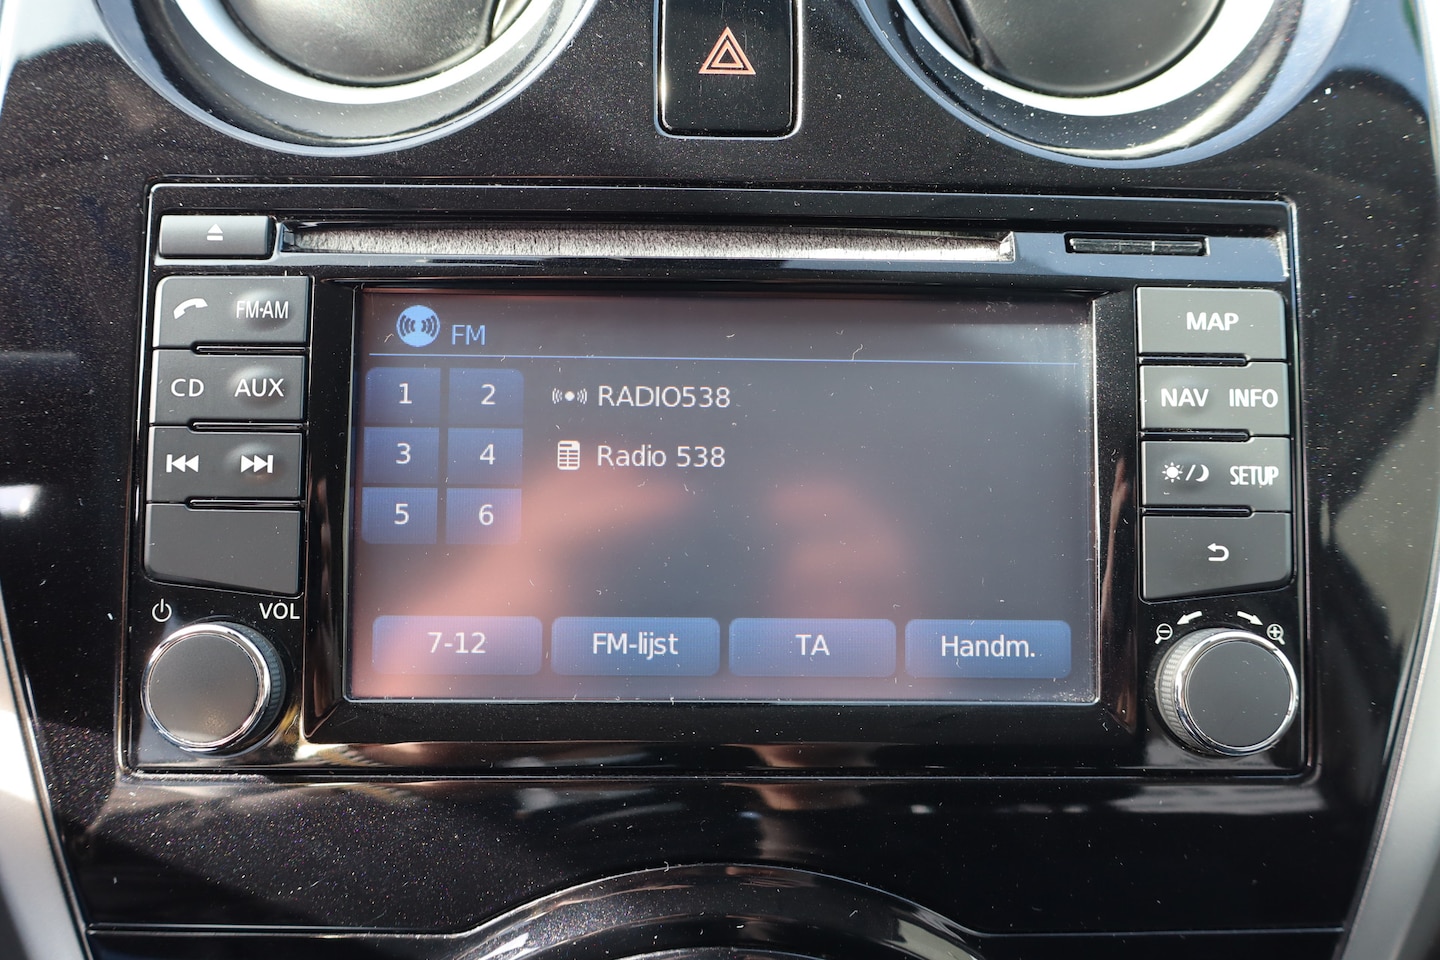 FM·AM
CD AUX
VOL
FM
1 2
3 4
5 6
RADIO538
Radio 538
7-12 FM-lijst TA Handm.
MAP
NAV INFO
SETUP